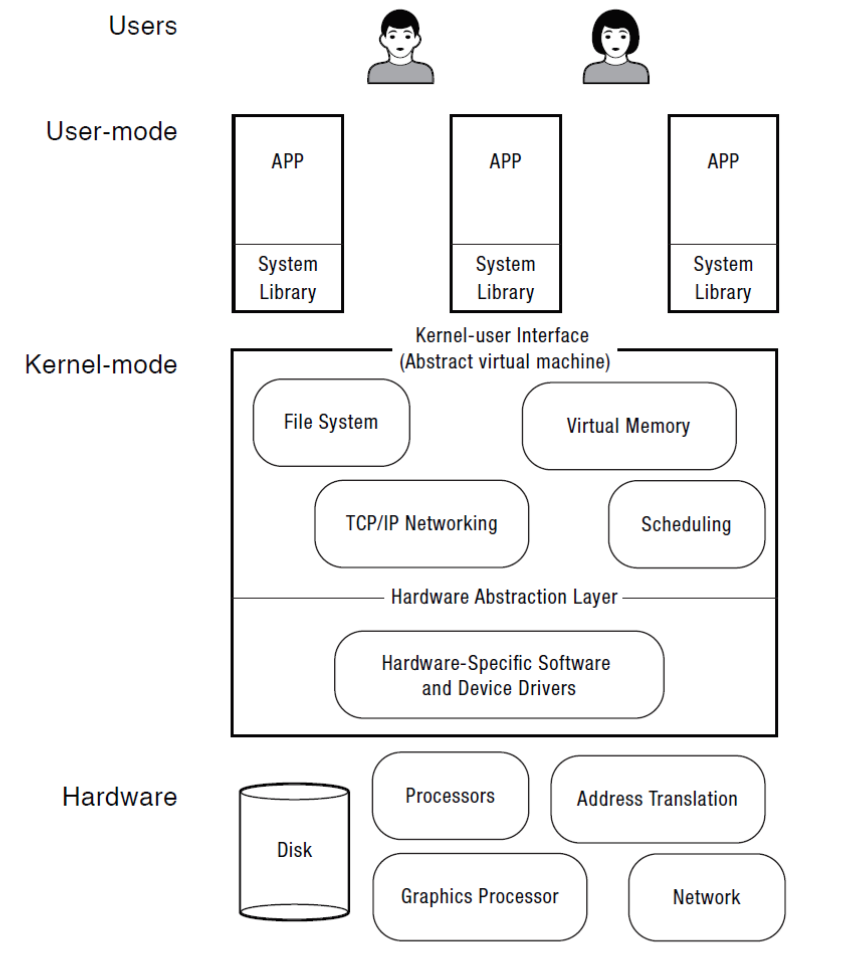 Users
User-mode
APP
APP
APP
System
Library
System
Library
System
Library
Kernel-user Interface
(Abstract virtual machine)
Kernel-mode
File System
Virtual Memory
TCP/IP Networking
Scheduling
Hardware Abstraction Layer
Hardware-Specific Software
and Device Drivers
Hardware
Disk
Processors
Address Translation
Graphics Processor
Network